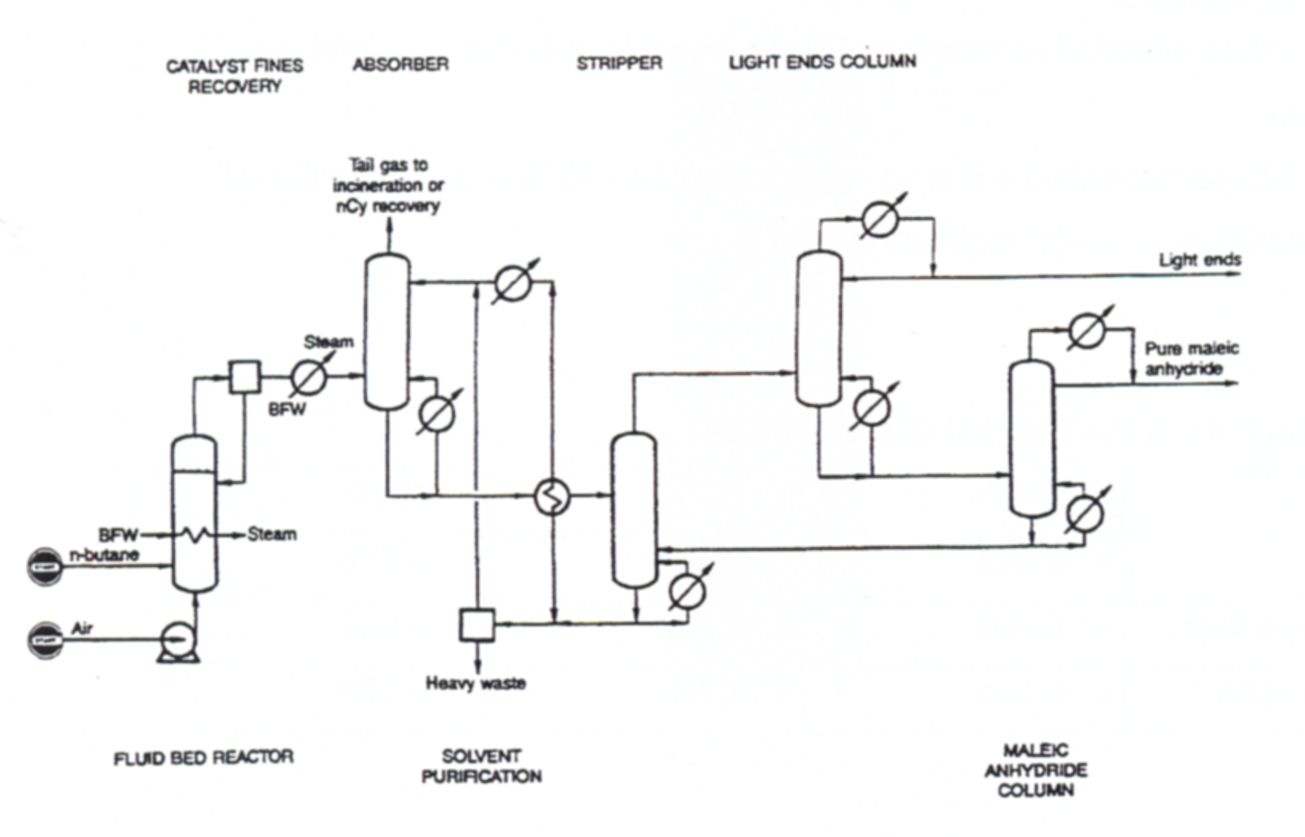 CATALYST FINES
RECOVERY
ABSORBER
STRIPPER
LIGHT ENDS COLUMN
Tail gas to
incineration or
nCy recovery
Light ends
Steam
Pure maleic
anhydride
BFW
BFW
Steam
n-butane
Air
Heavy waste
FLUID BED REACTOR
SOLVENT
PURIFICATION
MALEIC
ANHYDRIDE
COLUMN